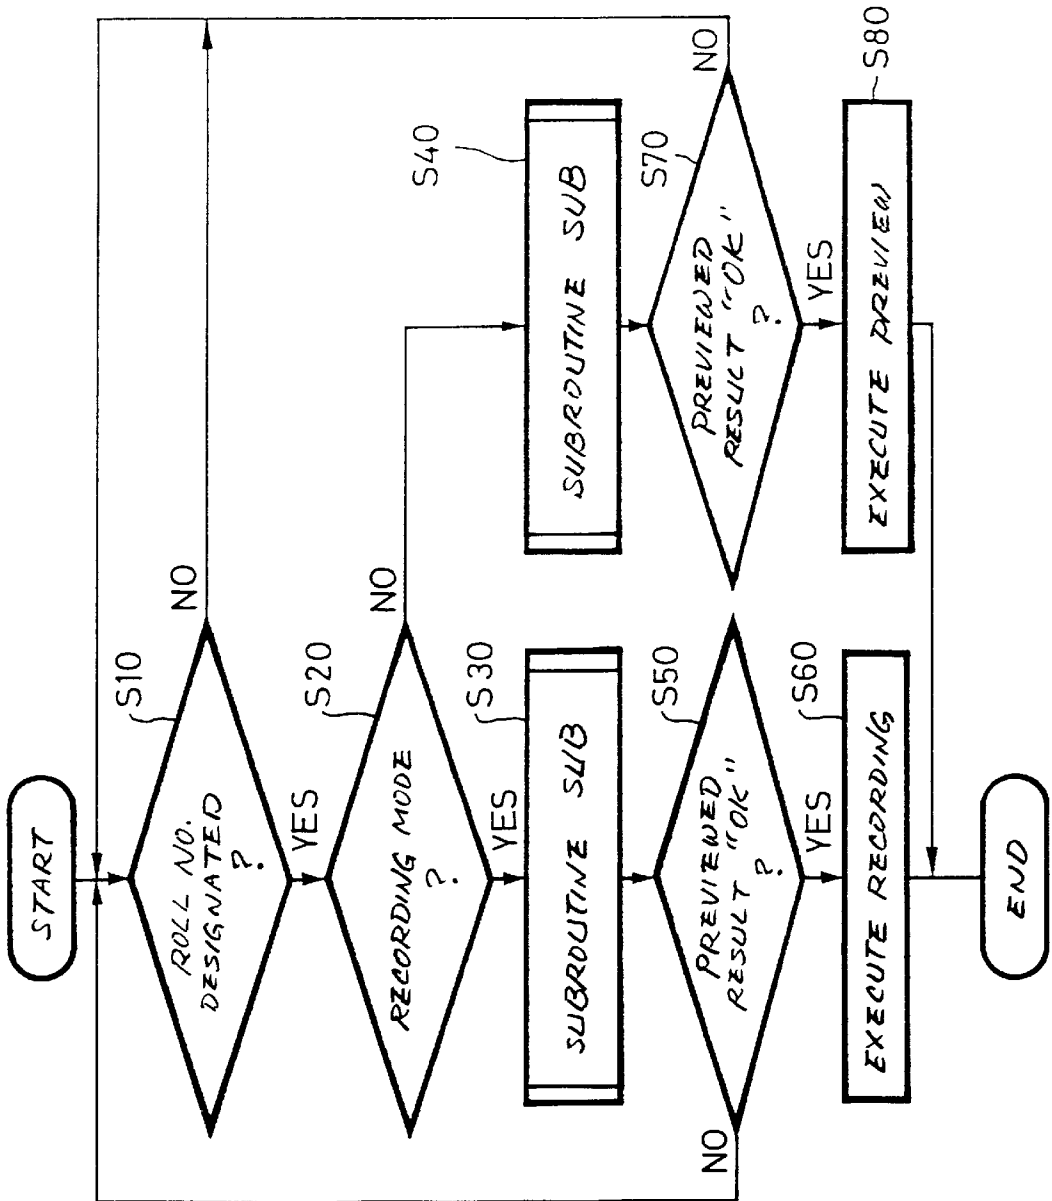 START
S10
ROLL NO.
DESIGNATED
?
NO
YES
S20
RECORDING MODE
?
NO
YES
S30
SUBROUTINE SUB
S40
SUBROUTINE SUB
S50
PREVIEWED
RESULT "OK"
?
NO
YES
S70
PREVIEWED
RESULT "OK"
?
NO
YES
S60
EXECUTE RECORDING
S80
EXECUTE PREVIEW
END